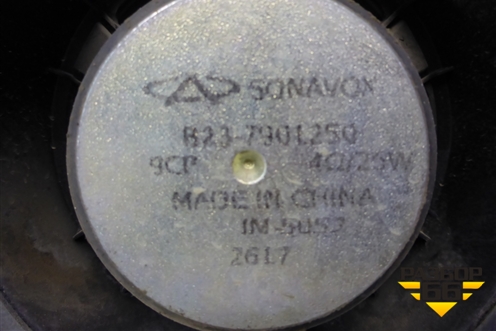 SONAVOX
B23-7901250
9CP 4Ω/25W
MADE IN CHINA
2617